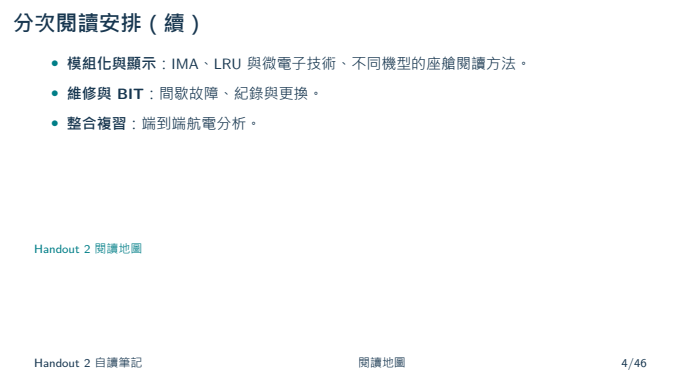 分次閱讀安排（續）
• 模組化與顯示：IMA、LRU 與微電子技術、不同機型的座艙閱讀方法。
• 維修與 BIT：間歇故障、紀錄與更換。
• 整合複習：端到端航電分析。
Handout 2 閱讀地圖
Handout 2 自讀筆記 閱讀地圖 4/46